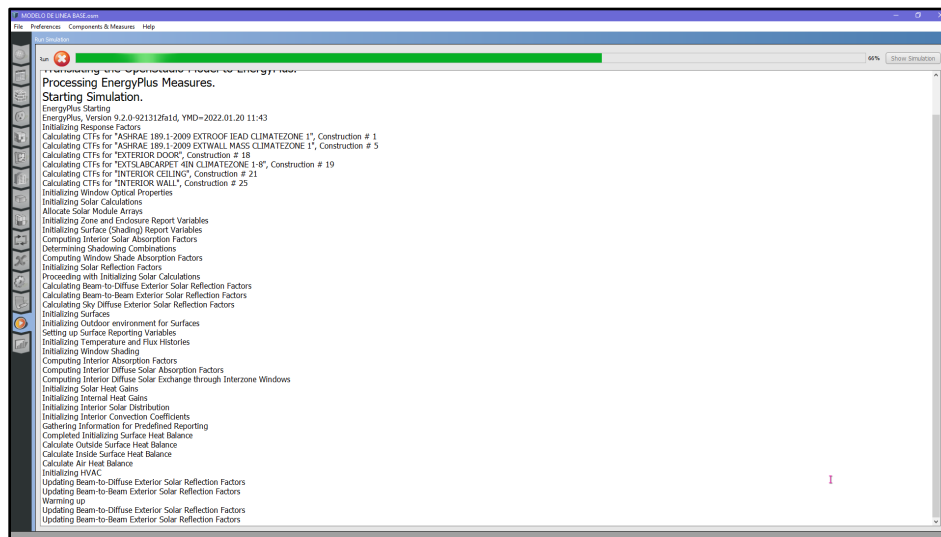 MODELO DE LINEA BASE.osm
File Preferences Components & Measures Help
Run Simulation
Run
66%
Show Simulation
Translating the OpenStudio Model to EnergyPlus.
Processing EnergyPlus Measures.
Starting Simulation.
EnergyPlus Starting
EnergyPlus, Version 9.2.0-921312fa1d, YMD=2022.01.20 11:43
Initializing Response Factors
Calculating CTFs for "ASHRAE 189.1-2009 EXTROOF IEAD CLIMATEZONE 1", Construction # 1
Calculating CTFs for "ASHRAE 189.1-2009 EXTWALL MASS CLIMATEZONE 1", Construction # 5
Calculating CTFs for "EXTERIOR DOOR", Construction # 18
Calculating CTFs for "EXTSLABCARPET 4IN CLIMATEZONE 1-8", Construction # 19
Calculating CTFs for "INTERIOR CEILING", Construction # 21
Calculating CTFs for "INTERIOR WALL", Construction # 25
Initializing Window Optical Properties
Initializing Solar Calculations
Allocate Solar Module Arrays
Initializing Zone and Enclosure Report Variables
Initializing Surface (Shading) Report Variables
Computing Interior Solar Absorption Factors
Determining Shadowing Combinations
Computing Window Shade Absorption Factors
Initializing Solar Reflection Factors
Proceeding with Initializing Solar Calculations
Calculating Beam-to-Diffuse Exterior Solar Reflection Factors
Calculating Beam-to-Beam Exterior Solar Reflection Factors
Calculating Sky Diffuse Exterior Solar Reflection Factors
Initializing Surfaces
Initializing Outdoor environment for Surfaces
Setting up Surface Reporting Variables
Initializing Temperature and Flux Histories
Initializing Window Shading
Computing Interior Absorption Factors
Computing Interior Diffuse Solar Absorption Factors
Computing Interior Diffuse Solar Exchange through Interzone Windows
Initializing Solar Heat Gains
Initializing Internal Heat Gains
Initializing Interior Solar Distribution
Initializing Interior Convection Coefficients
Gathering Information for Predefined Reporting
Completed Initializing Surface Heat Balance
Calculate Outside Surface Heat Balance
Calculate Inside Surface Heat Balance
Calculate Air Heat Balance
Initializing HVAC
Updating Beam-to-Diffuse Exterior Solar Reflection Factors
Updating Beam-to-Beam Exterior Solar Reflection Factors
Warming up
Updating Beam-to-Diffuse Exterior Solar Reflection Factors
Updating Beam-to-Beam Exterior Solar Reflection Factors